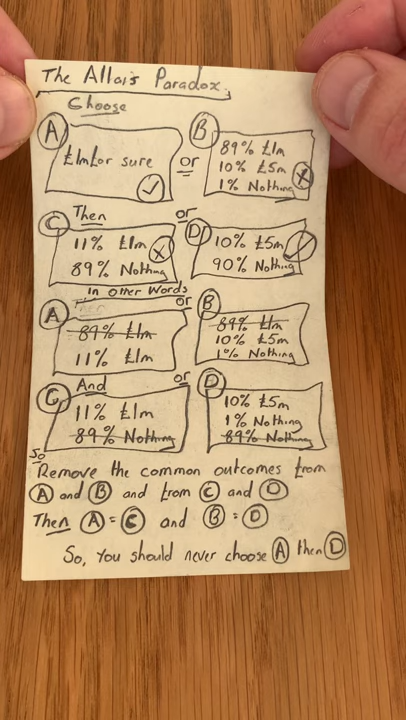 The Allais Paradox.
Choose
A
£1m for sure
or
B
89% £1m
10% £5m
1% Nothing
Then
or
C
11% £1m
89% Nothing
D
10% £5m
90% Nothing
in other Words
or
A
89% £1m
11% £1m
B
89% £1m
10% £5m
1% Nothing
And
or
C
11% £1m
89% Nothing
D
10% £5m
1% Nothing
89% Nothing
So
Remove the common outcomes from
A and B and from C and D
Then A = C and B = D
So, You should never choose A then D